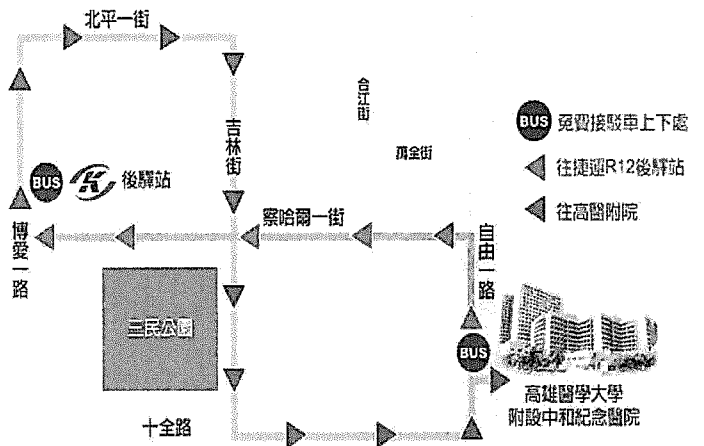 北平一街
吉林街
合江街
萬全街
BUS
免費接駁車上下處
往捷運R12後驛站
往高醫附院
BUS
後驛站
博愛一路
察哈爾一街
自由一路
三民公園
BUS
高雄醫學大學
附設中和紀念醫院
十全路